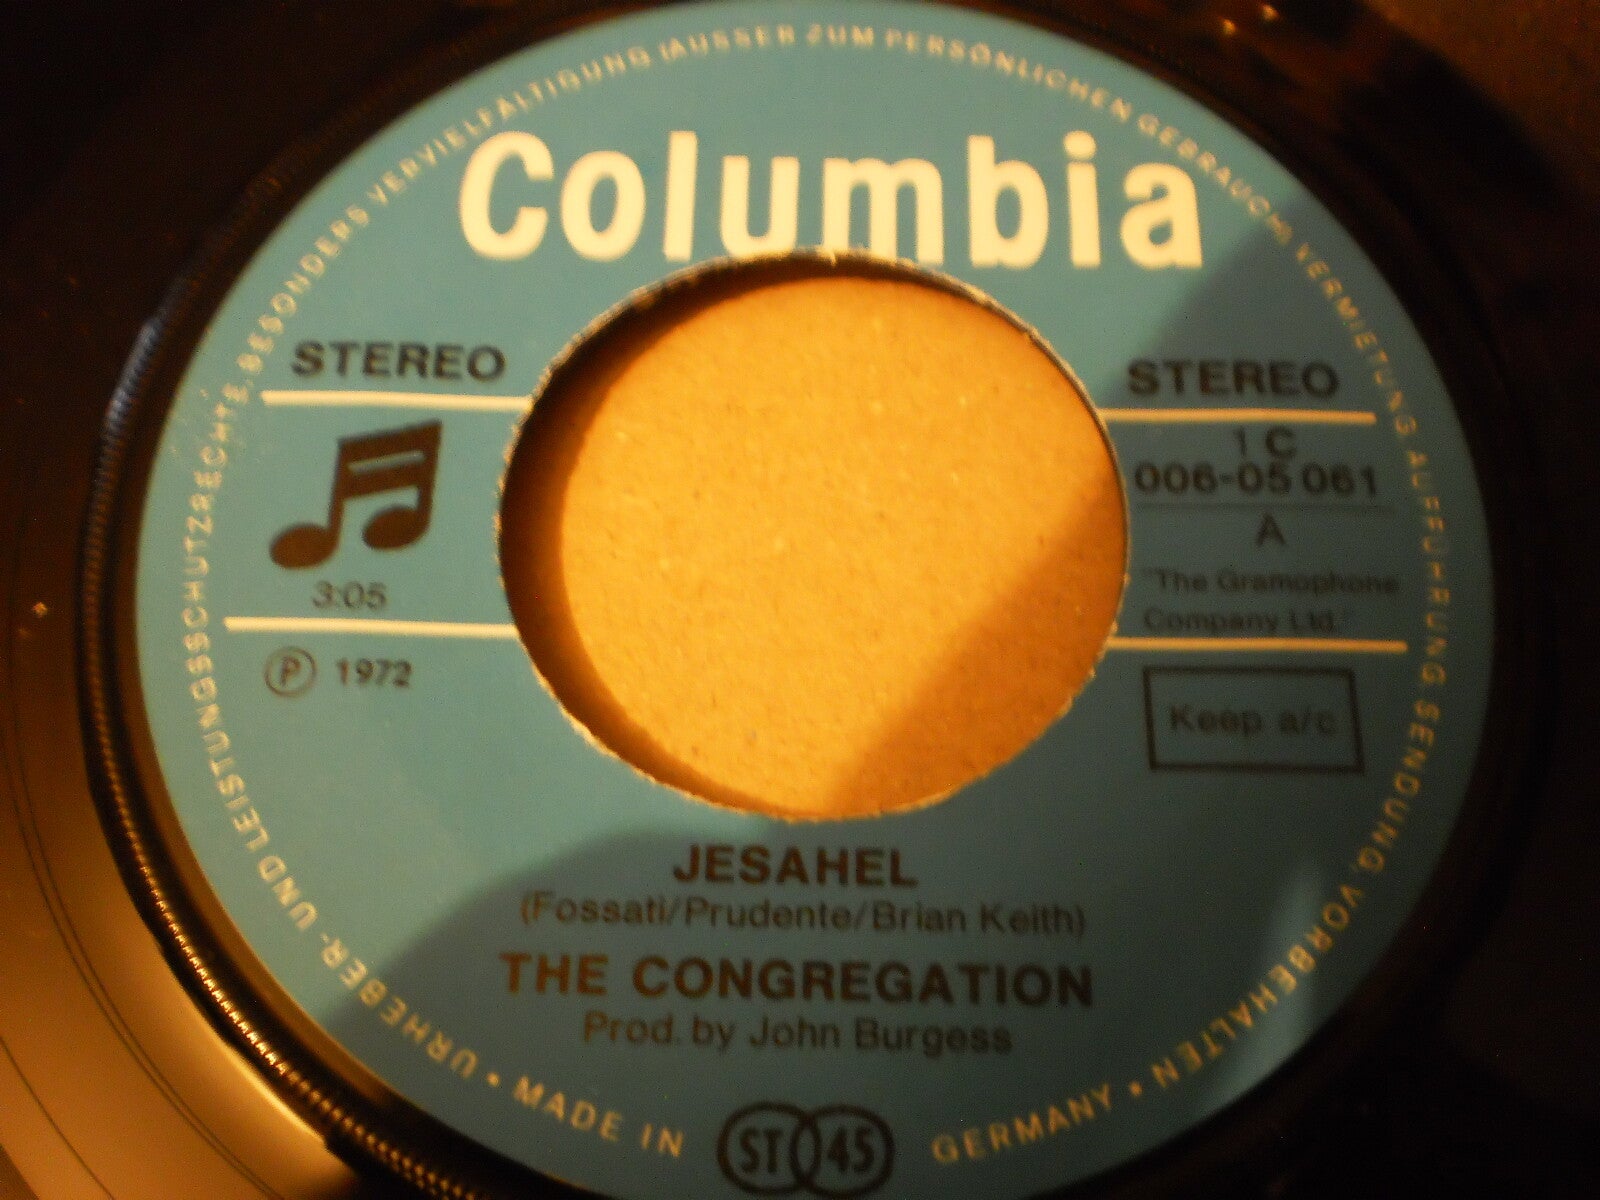 Columbia
STEREO
3:05
Ⓟ 1972
STEREO
1 C
006-05 061
A
"The Gramophone
Company Ltd."
Keep a/c
JESAHEL
(Fossati/Prudente/Brian Keith)
THE CONGREGATION
Prod. by John Burgess
URHEBER- UND LEISTUNGSSCHUTZRECHTE, BESONDERS VERVIELFÄLTIGUNG (AUSSER ZUM PERSÖNLICHEN GEBRAUCH), VERMIETUNG, AUFFÜHRUNG, SENDUNG, VORBEHALTEN • MADE IN GERMANY •
ST 45